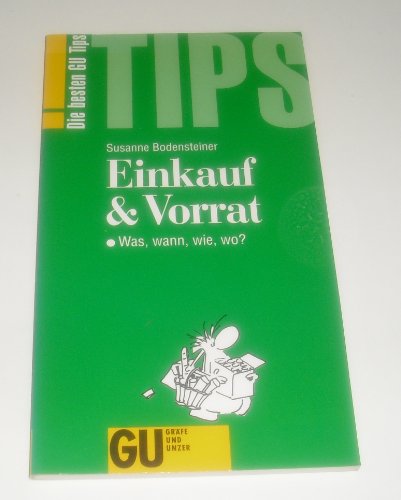 Die besten GU Tips
TIPS
Susanne Bodensteiner
Einkauf
& Vorrat
• Was, wann, wie, wo?
GU
GRÄFE
UND
UNZER